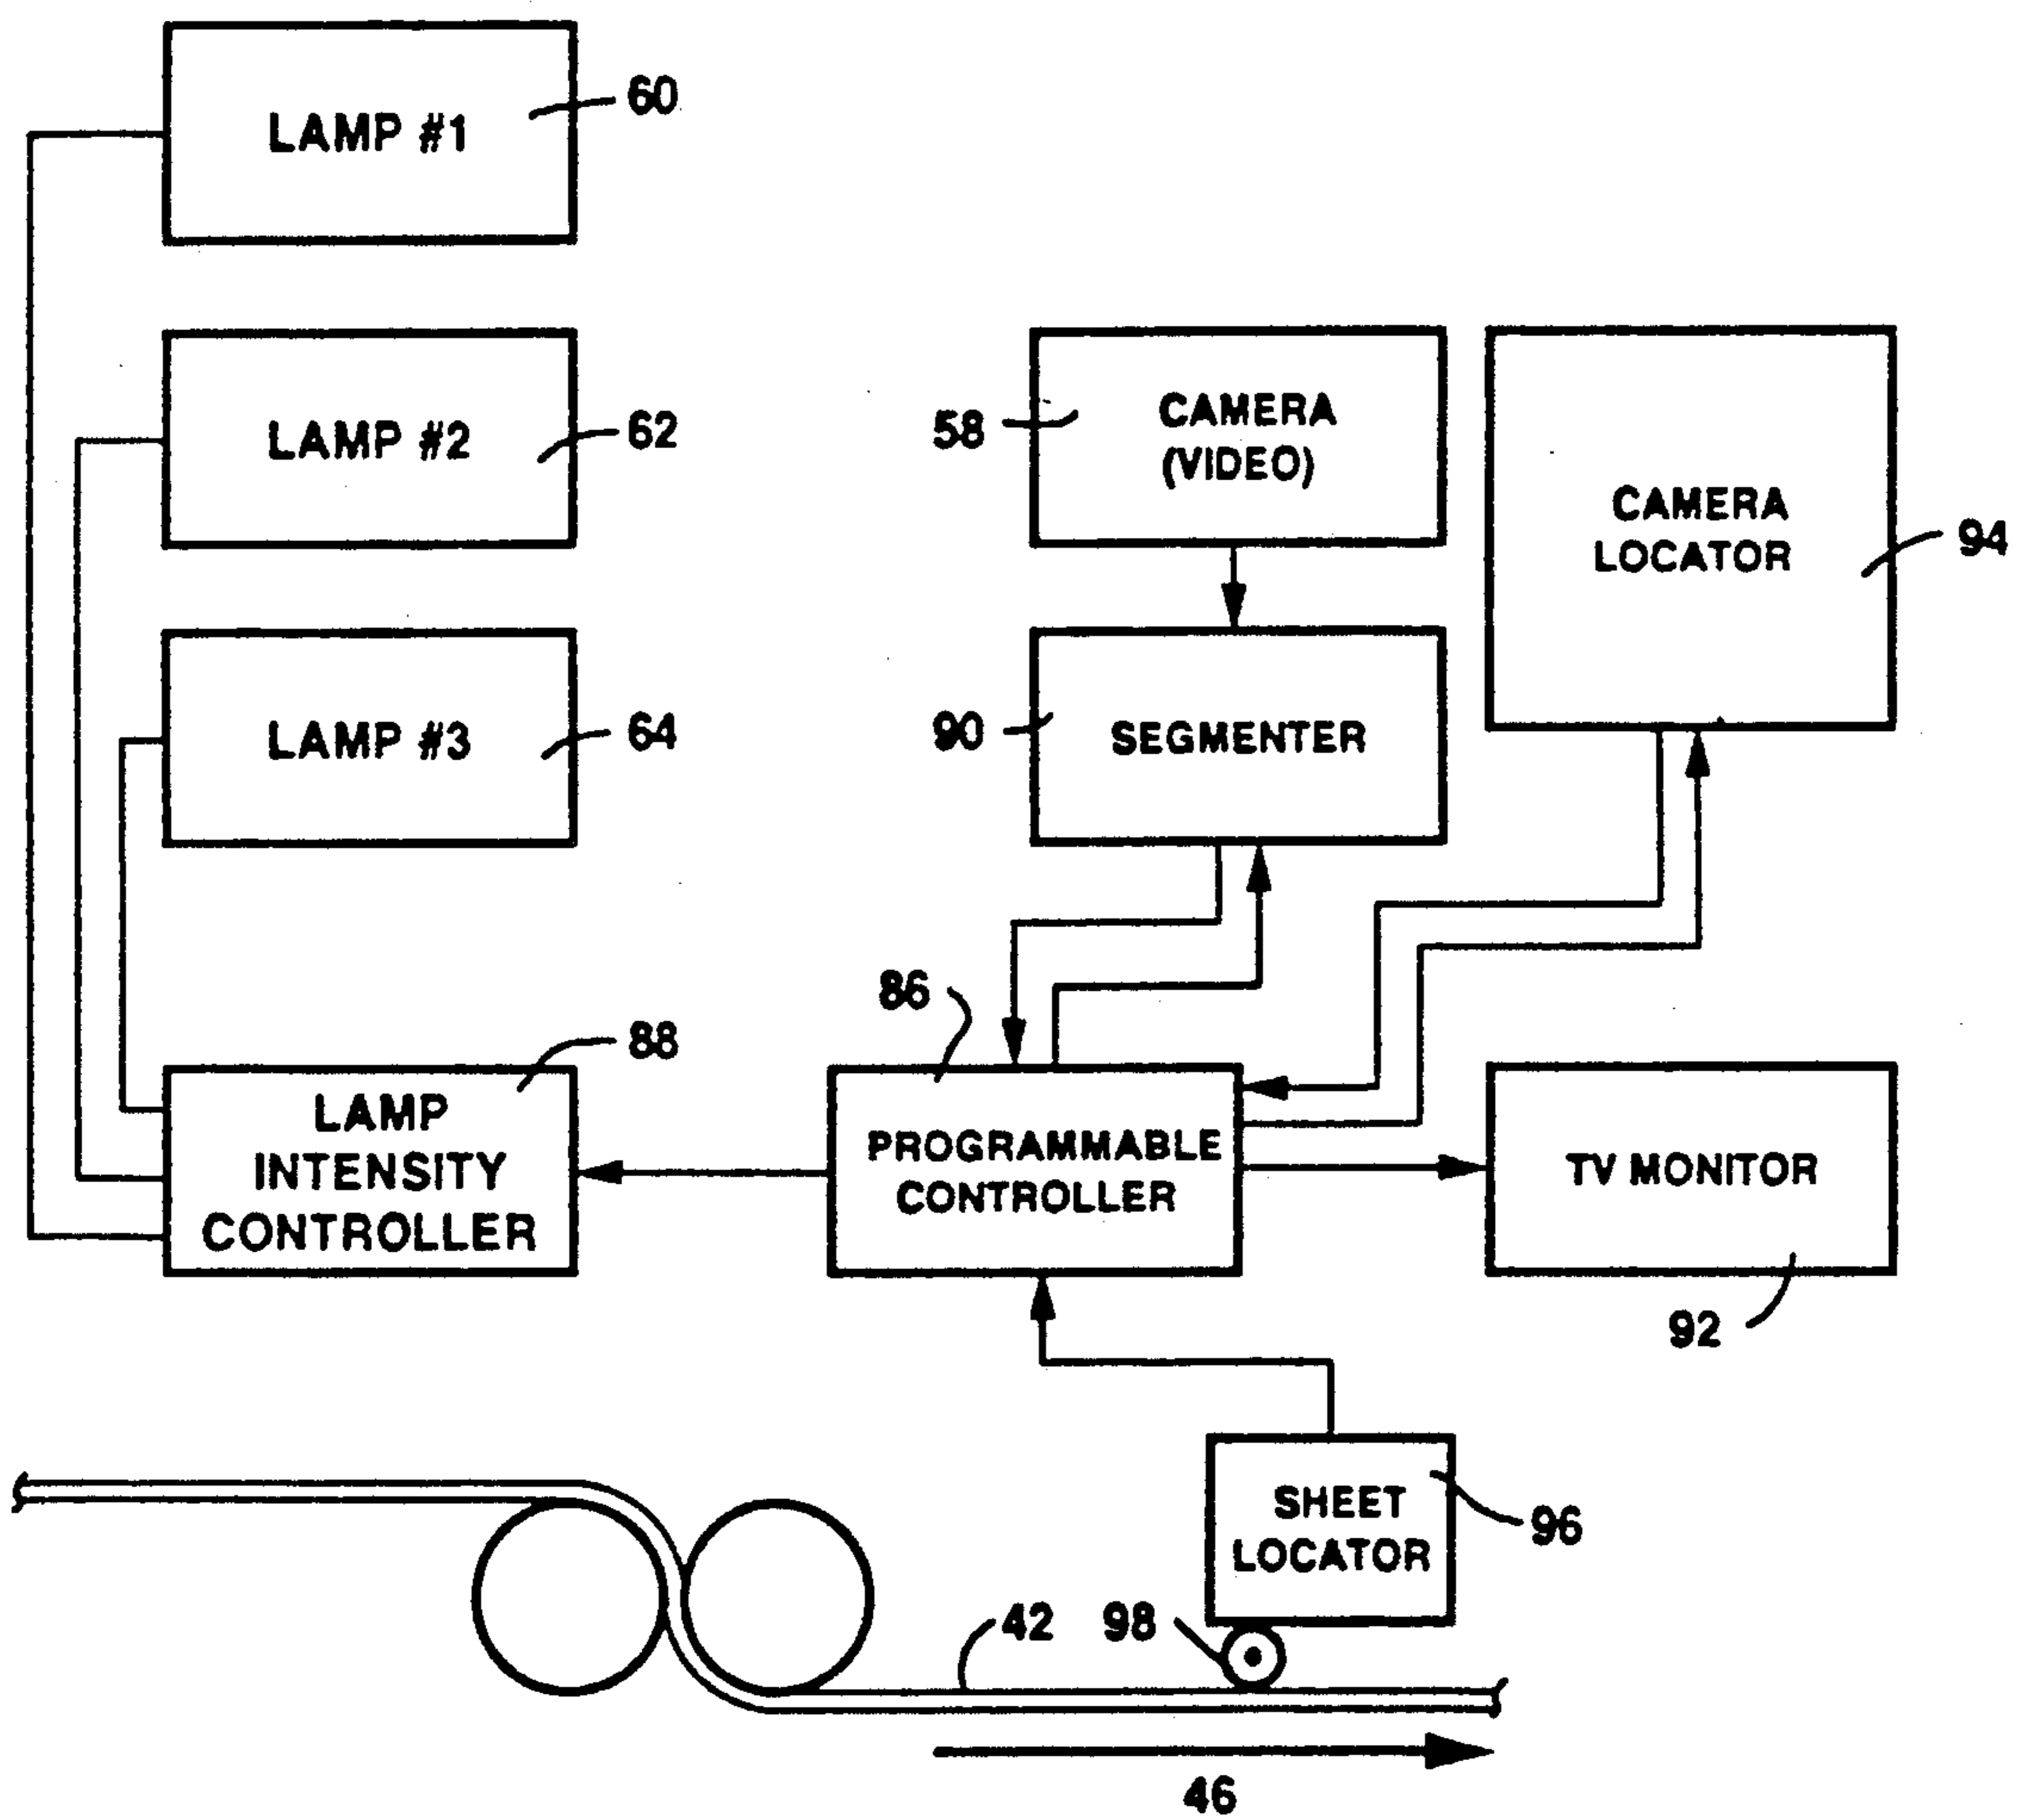 60
LAMP #1
62
LAMP #2
58
CAMERA
(VIDEO)
CAMERA
LOCATOR
94
64
LAMP #3
90
SEGMENTER
86
88
LAMP
INTENSITY
CONTROLLER
PROGRAMMABLE
CONTROLLER
TV MONITOR
92
SHEET
LOCATOR
96
42
98
46